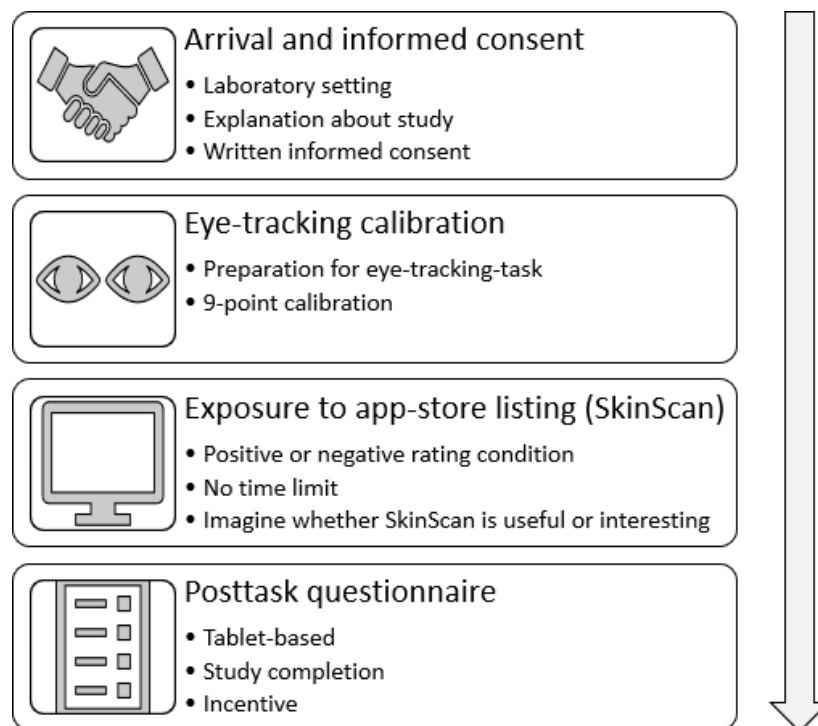 Arrival and informed consent
• Laboratory setting
• Explanation about study
• Written informed consent
Eye-tracking calibration
• Preparation for eye-tracking-task
• 9-point calibration
Exposure to app-store listing (SkinScan)
• Positive or negative rating condition
• No time limit
• Imagine whether SkinScan is useful or interesting
Posttask questionnaire
• Tablet-based
• Study completion
• Incentive